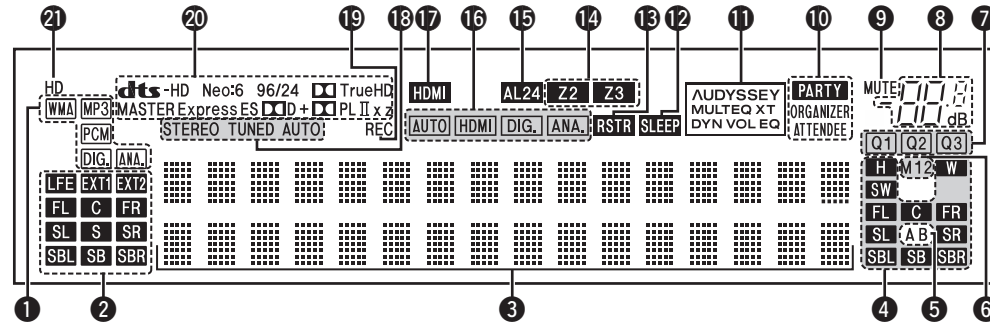 ㉑ ⑳ ⑲ ⑱ ⑰ ⑯ ⑮ ⑭ ⑬ ⑫ ⑪ ⑩ ⑨ ⑧ ⑦
HD dts-HD Neo:6 96/24 TrueHD HDMI AL24 Z2 Z3 AUDYSSEY PARTY MUTE
WMA MP3 MASTER Express ES D + PL II x z AUTO HDMI DIG. ANA. RSTR SLEEP MULTEQ XT ORGANIZER dB
PCM STEREO TUNED AUTO REC DYN VOL EQ ATTENDEE
DIG. ANA. Q1 Q2 Q3
LFE EXT1 EXT2 H M12 W
SW
FL C FR FL C FR
SL S SR SL A B SR
SBL SB SBR SBL SB SBR
① ② ③ ④ ⑤ ⑥